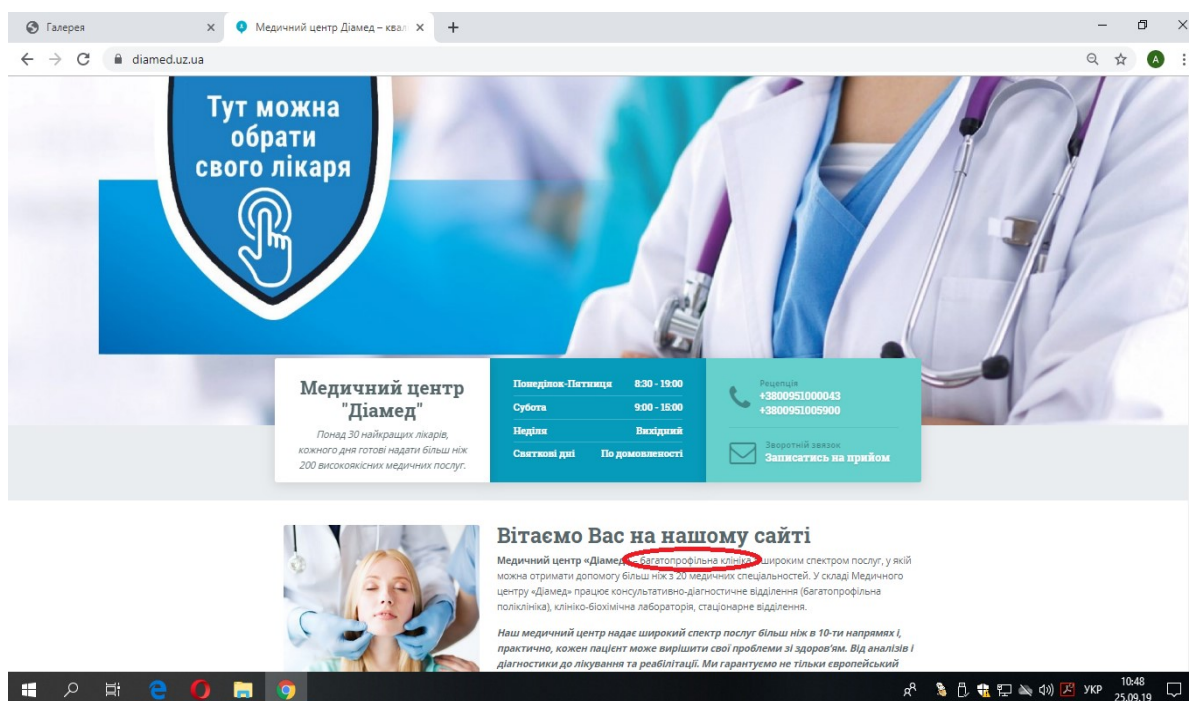 Галерея
Медичний центр Діамед – квал
diamed.uz.ua
A
Тут можна
обрати
свого лікаря
Медичний центр
"Діамед"
Понад 30 найкращих лікарів,
кожного дня готові надати більш ніж
200 високоякісних медичних послуг.
Понеділок-Пятниця 8:30 - 19:00
Субота 9:00 - 15:00
Неділя Вихідний
Святкові дні По домовленості
Рецепція
+3800951000043
+3800951005900
Зворотній звязок
Записатись на прийом
Вітаємо Вас на нашому сайті
Медичний центр «Діамед» – багатопрофільна клініка з широким спектром послуг, у якій
можна отримати допомогу більш ніж з 20 медичних спеціальностей. У складі Медичного
центру «Діамед» працює консультативно-діагностичне відділення (багатопрофільна
поліклініка), клініко-біохімічна лабораторія, стаціонарне відділення.
Наш медичний центр надає широкий спектр послуг більш ніж в 10-ти напрямях і,
практично, кожен пацієнт може вирішити свої проблеми зі здоров'ям. Від аналізів і
діагностики до лікування та реабілітації. Ми гарантуємо не тільки європейський
УКР
10:48
25.09.19